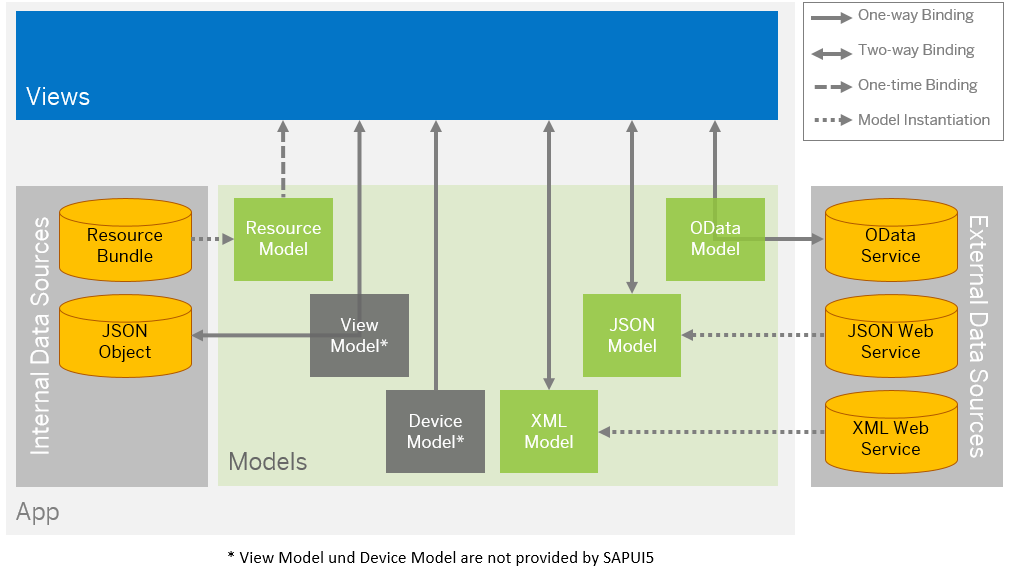 Views
One-way Binding
Two-way Binding
One-time Binding
Model Instantiation
Internal Data Sources
Resource
Bundle
JSON
Object
Resource
Model
View
Model*
Device
Model*
XML
Model
JSON
Model
OData
Model
Models
OData
Service
JSON Web
Service
XML Web
Service
External Data Sources
App
* View Model und Device Model are not provided by SAPUI5